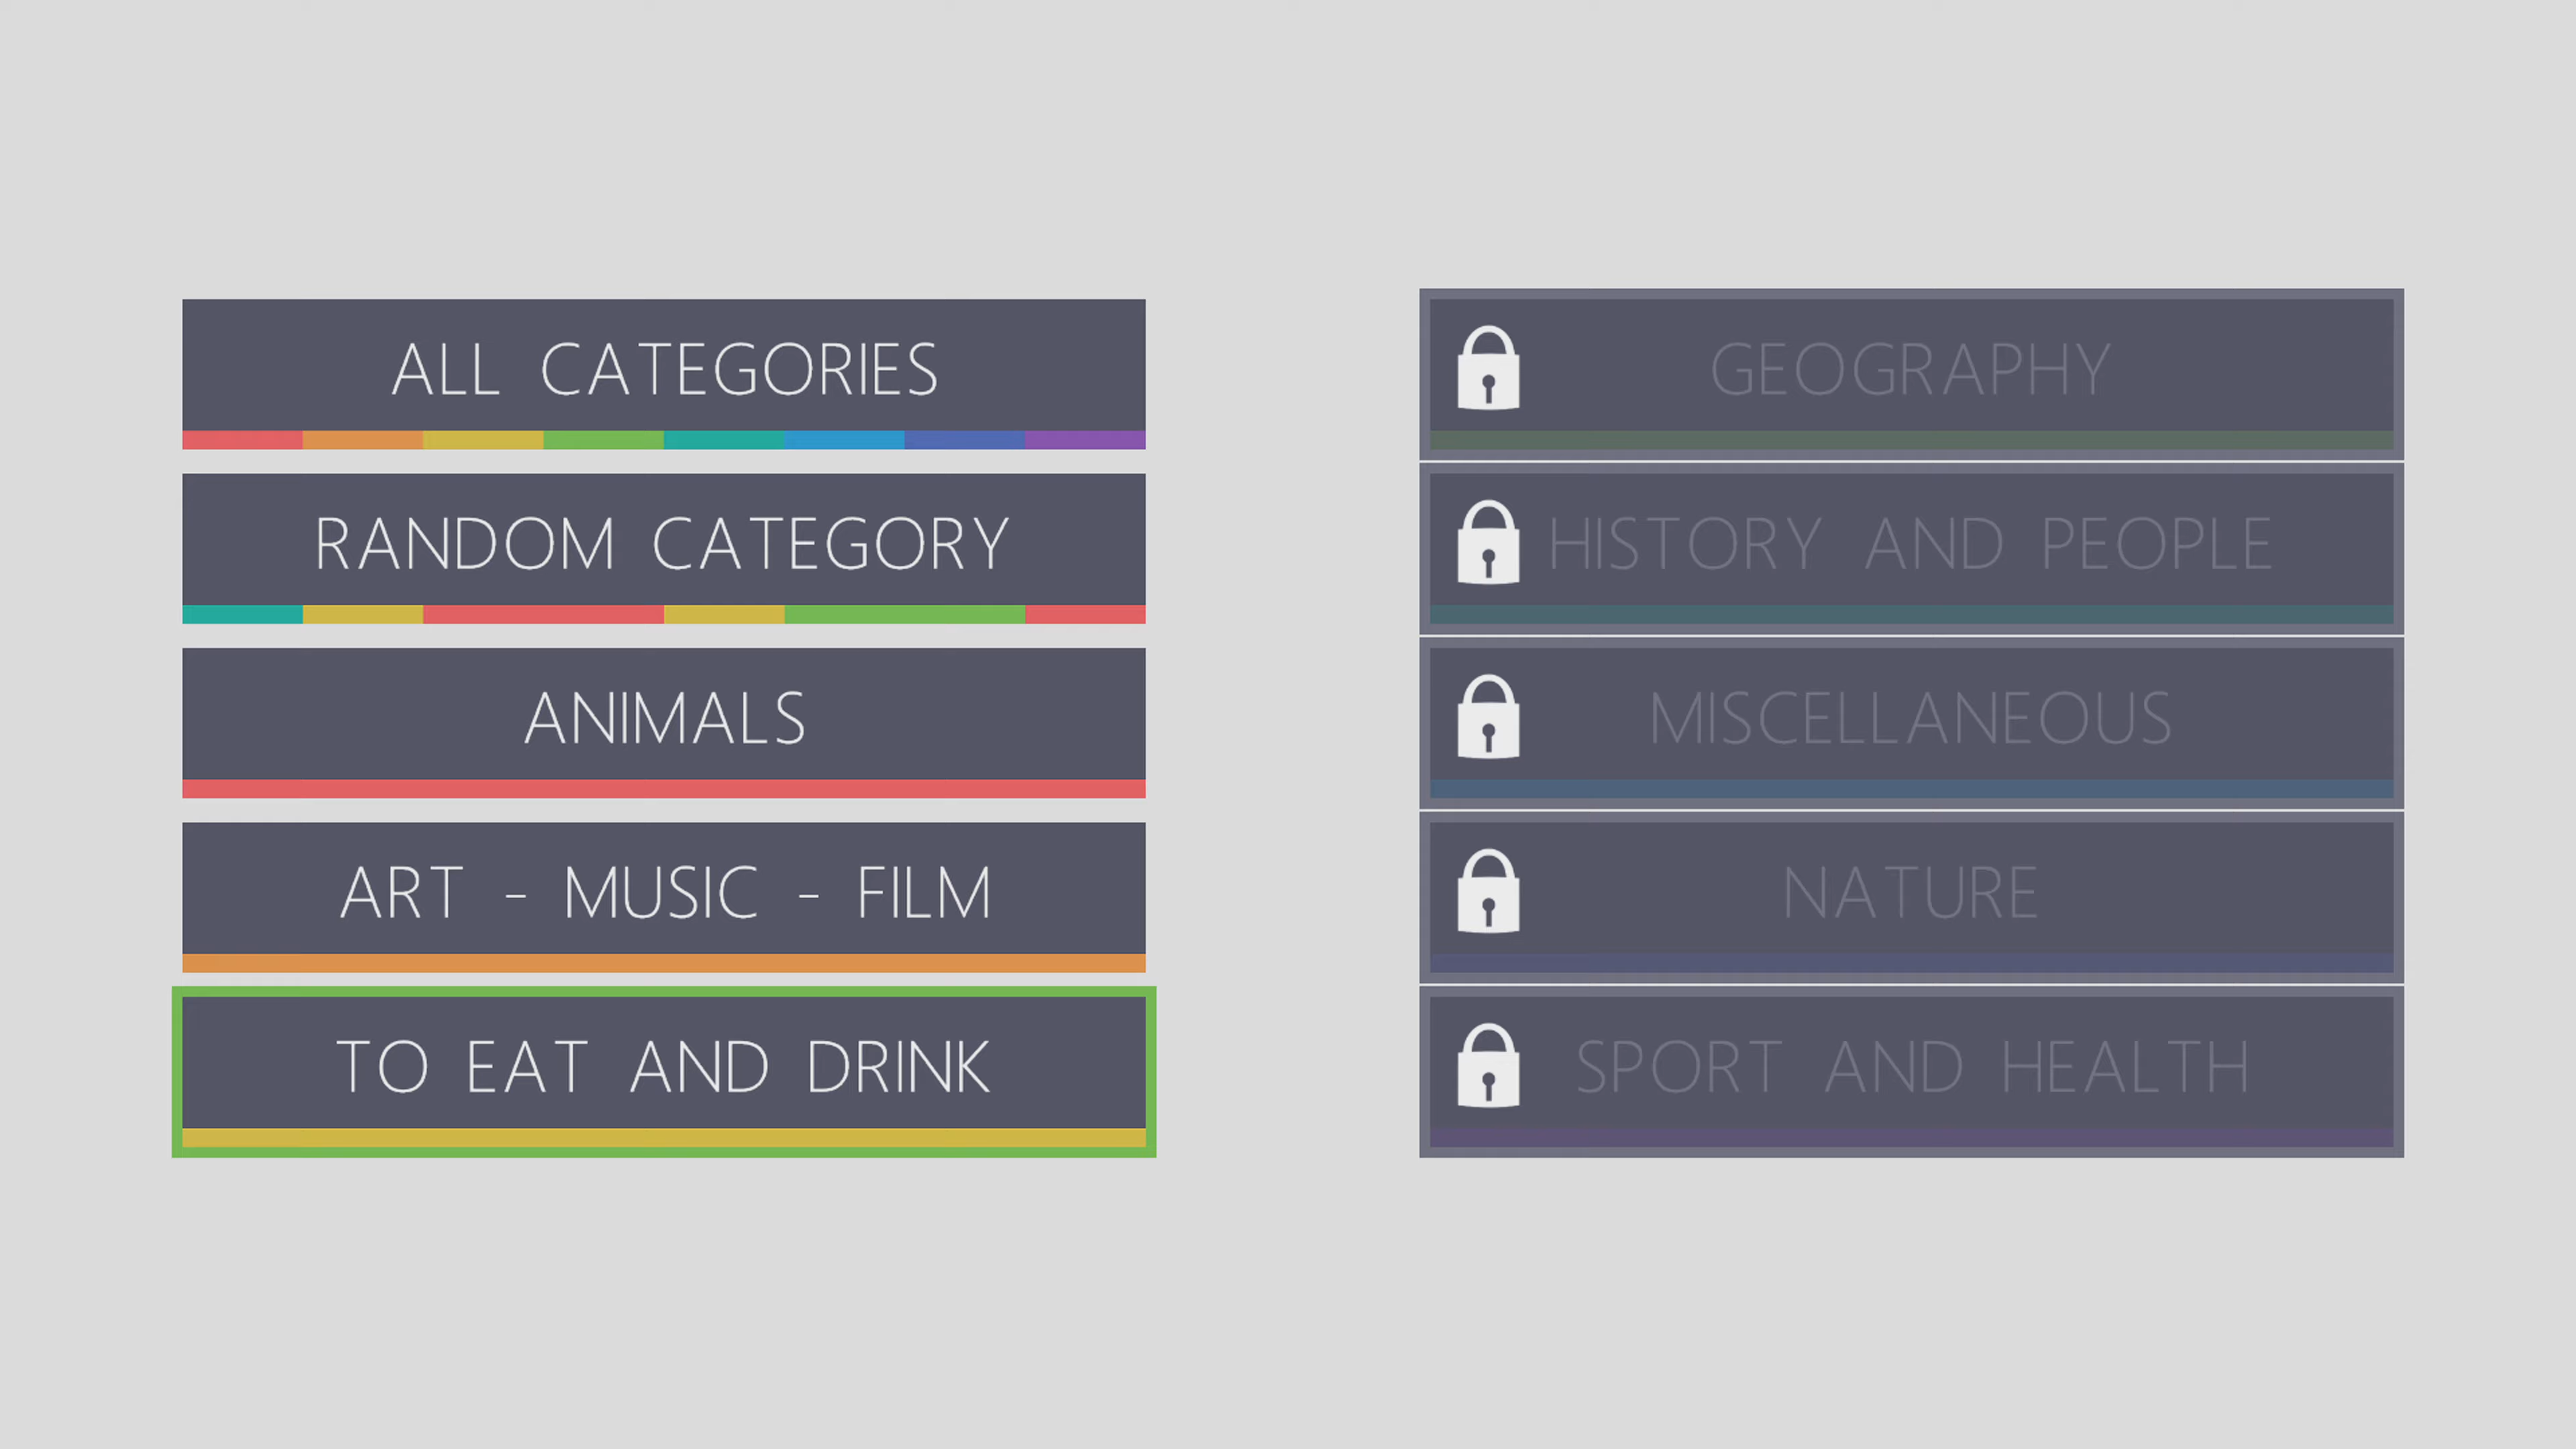 ALL CATEGORIES
RANDOM CATEGORY
ANIMALS
ART - MUSIC - FILM
TO EAT AND DRINK
GEOGRAPHY
HISTORY AND PEOPLE
MISCELLANEOUS
NATURE
SPORT AND HEALTH